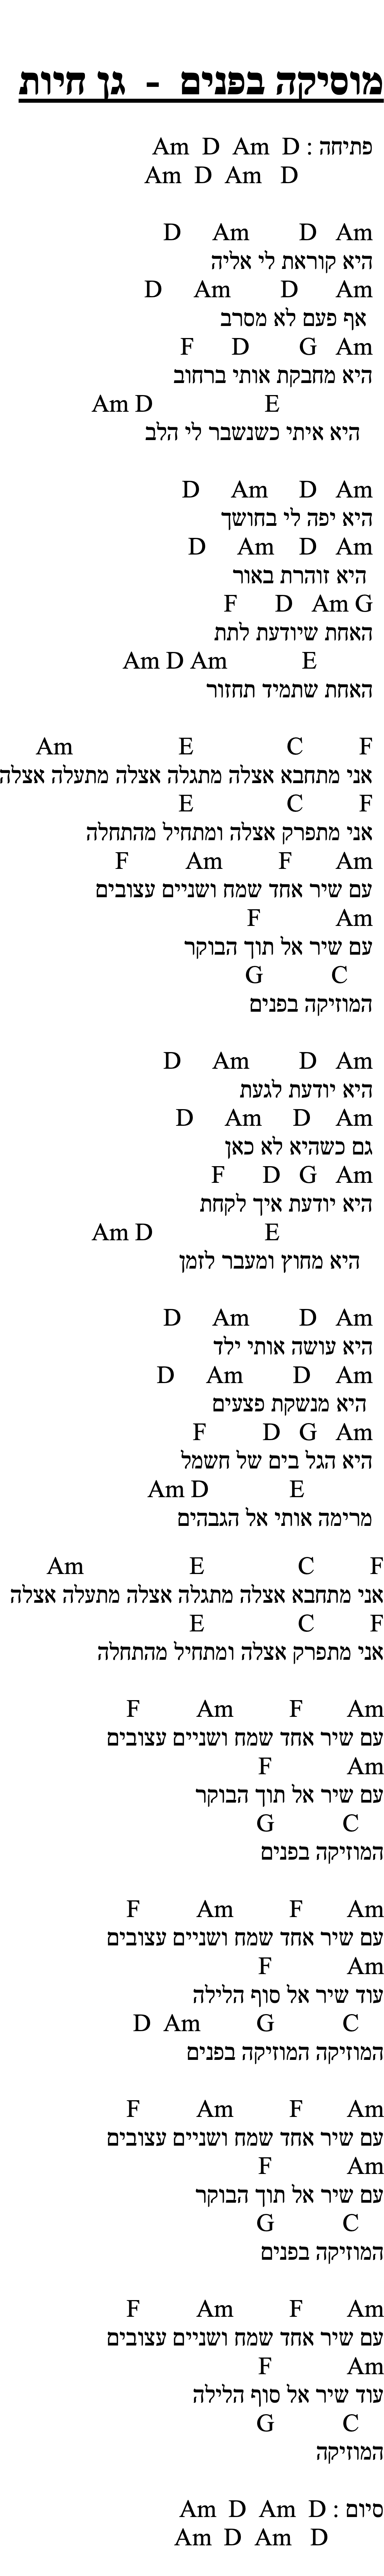 מוסיקה בפנים - גן חיות
פתיחה : Am D Am D
Am D Am D
D Am D Am
היא קוראת לי אליה
D Am D Am
אף פעם לא מסרב
F D G Am
היא מחבקת אותי ברחוב
Am D E
היא איתי כשנשבר לי הלב
D Am D Am
היא יפה לי בחושך
D Am D Am
היא זוהרת באור
F D Am G
האחת שיודעת לתת
Am D Am E
האחת שתמיד תחזור
Am E C F
אני מתחבא אצלה מתגלה אצלה מתעלה אצלה
E C F
אני מתפרק אצלה ומתחיל מהתחלה
F Am F Am
עם שיר אחד שמח ושניים עצובים
F Am
עם שיר אל תוך הבוקר
G C
המוזיקה בפנים
D Am D Am
היא יודעת לגעת
D Am D Am
גם כשהיא לא כאן
F D G Am
היא יודעת איך לקחת
Am D E
היא מחוץ ומעבר לזמן
D Am D Am
היא עושה אותי ילד
D Am D Am
היא מנשקת פצעים
F D G Am
היא הגל בים של חשמל
Am D E
מרימה אותי אל הגבהים
Am E C F
אני מתחבא אצלה מתגלה אצלה מתעלה אצלה
E C F
אני מתפרק אצלה ומתחיל מהתחלה
F Am F Am
עם שיר אחד שמח ושניים עצובים
F Am
עם שיר אל תוך הבוקר
G C
המוזיקה בפנים
F Am F Am
עם שיר אחד שמח ושניים עצובים
F Am
עוד שיר אל סוף הלילה
D Am G C
המוזיקה המוזיקה בפנים
F Am F Am
עם שיר אחד שמח ושניים עצובים
F Am
עם שיר אל תוך הבוקר
G C
המוזיקה בפנים
F Am F Am
עם שיר אחד שמח ושניים עצובים
F Am
עוד שיר אל סוף הלילה
G C
המוזיקה
סיום : Am D Am D
Am D Am D